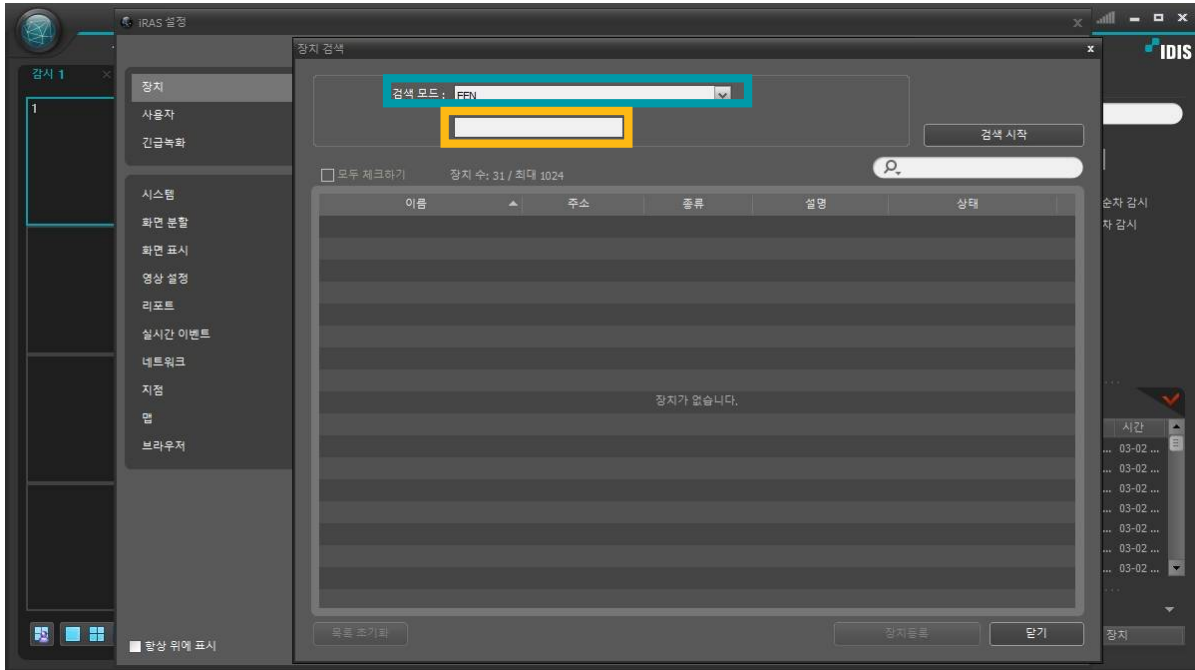 iRAS 설정
IDIS
감시 1
1
장치
사용자
긴급녹화
시스템
화면 분할
화면 표시
영상 설정
리포트
실시간 이벤트
네트워크
지점
맵
브라우저
항상 위에 표시
장치 검색
검색 모드 : FEN
검색 시작
모두 체크하기 장치 수: 31 / 최대 1024
이름 주소 종류 설명 상태
장치가 없습니다.
목록 초기화 장치등록 닫기
순차 감시
차 감시
시간
... 03-02 ...
... 03-02 ...
... 03-02 ...
... 03-02 ...
... 03-02 ...
... 03-02 ...
... 03-02 ...
장치